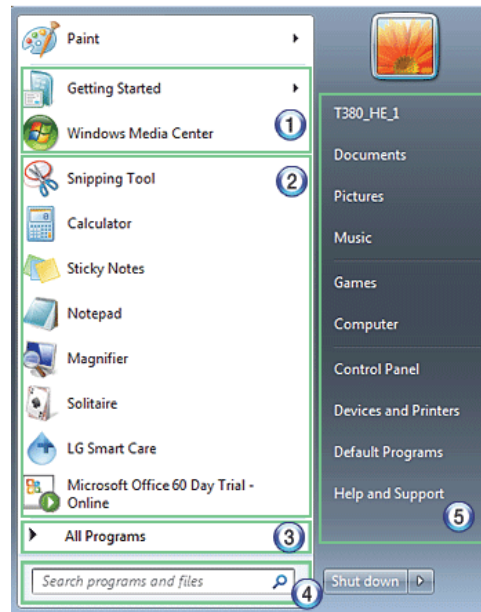 Paint
Getting Started
Windows Media Center
1
Snipping Tool
2
Calculator
Sticky Notes
Notepad
Magnifier
Solitaire
LG Smart Care
Microsoft Office 60 Day Trial -
Online
All Programs
3
Search programs and files
4
T380_HE_1
Documents
Pictures
Music
Games
Computer
Control Panel
Devices and Printers
Default Programs
Help and Support
5
Shut down